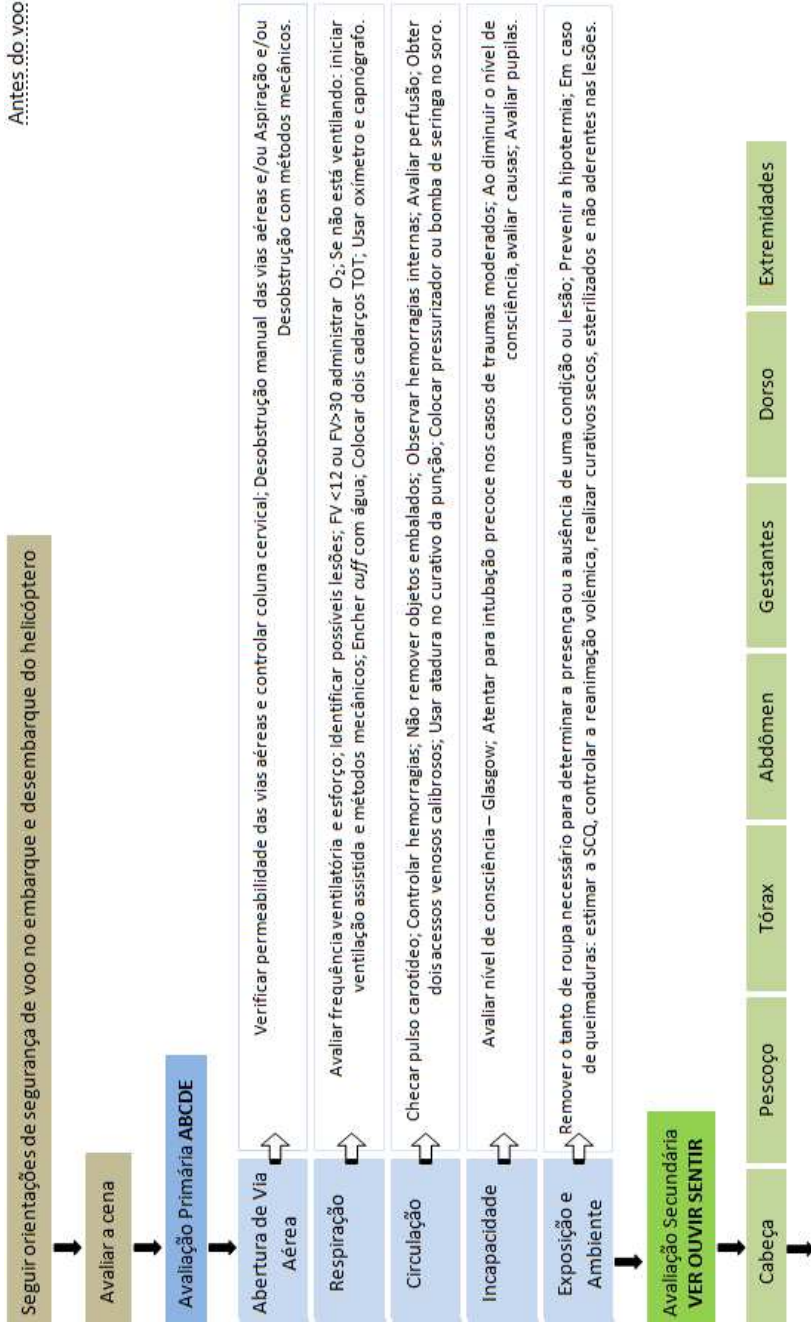 Antes do voo
Seguir orientações de segurança de voo no embarque e desembarque do helicóptero
Avaliar a cena
Avaliação Primária ABCDE
Abertura de Via
Aérea
Verificar permeabilidade das vias aéreas e controlar coluna cervical; Desobstrução manual das vias aéreas e/ou Aspiração e/ou
Desobstrução com métodos mecânicos.
Respiração
Avaliar frequência ventilatória e esforço; Identificar possíveis lesões; FV <12 ou FV>30 administrar O₂; Se não está ventilando: iniciar
ventilação assistida e métodos mecânicos; Encher cuff com água; Colocar dois cadarços TOT; Usar oxímetro e capnógrafo.
Circulação
Checar pulso carotídeo; Controlar hemorragias; Não remover objetos embalados; Observar hemorragias internas; Avaliar perfusão; Obter
dois acessos venosos calibrosos; Usar atadura no curativo da punção; Colocar pressurizador ou bomba de seringa no soro.
Incapacidade
Avaliar nível de consciência – Glasgow; Atentar para intubação precoce nos casos de traumas moderados; Ao diminuir o nível de
consciência, avaliar causas; Avaliar pupilas.
Exposição e
Ambiente
Remover o tanto de roupa necessário para determinar a presença ou a ausência de uma condição ou lesão; Prevenir a hipotermia; Em caso
de queimaduras: estimar a SCQ, controlar a reanimação volêmica, realizar curativos secos, esterilizados e não aderentes nas lesões.
Avaliação Secundária
VER OUVIR SENTIR
Cabeça
Pescoço
Tórax
Abdômen
Gestantes
Dorso
Extremidades